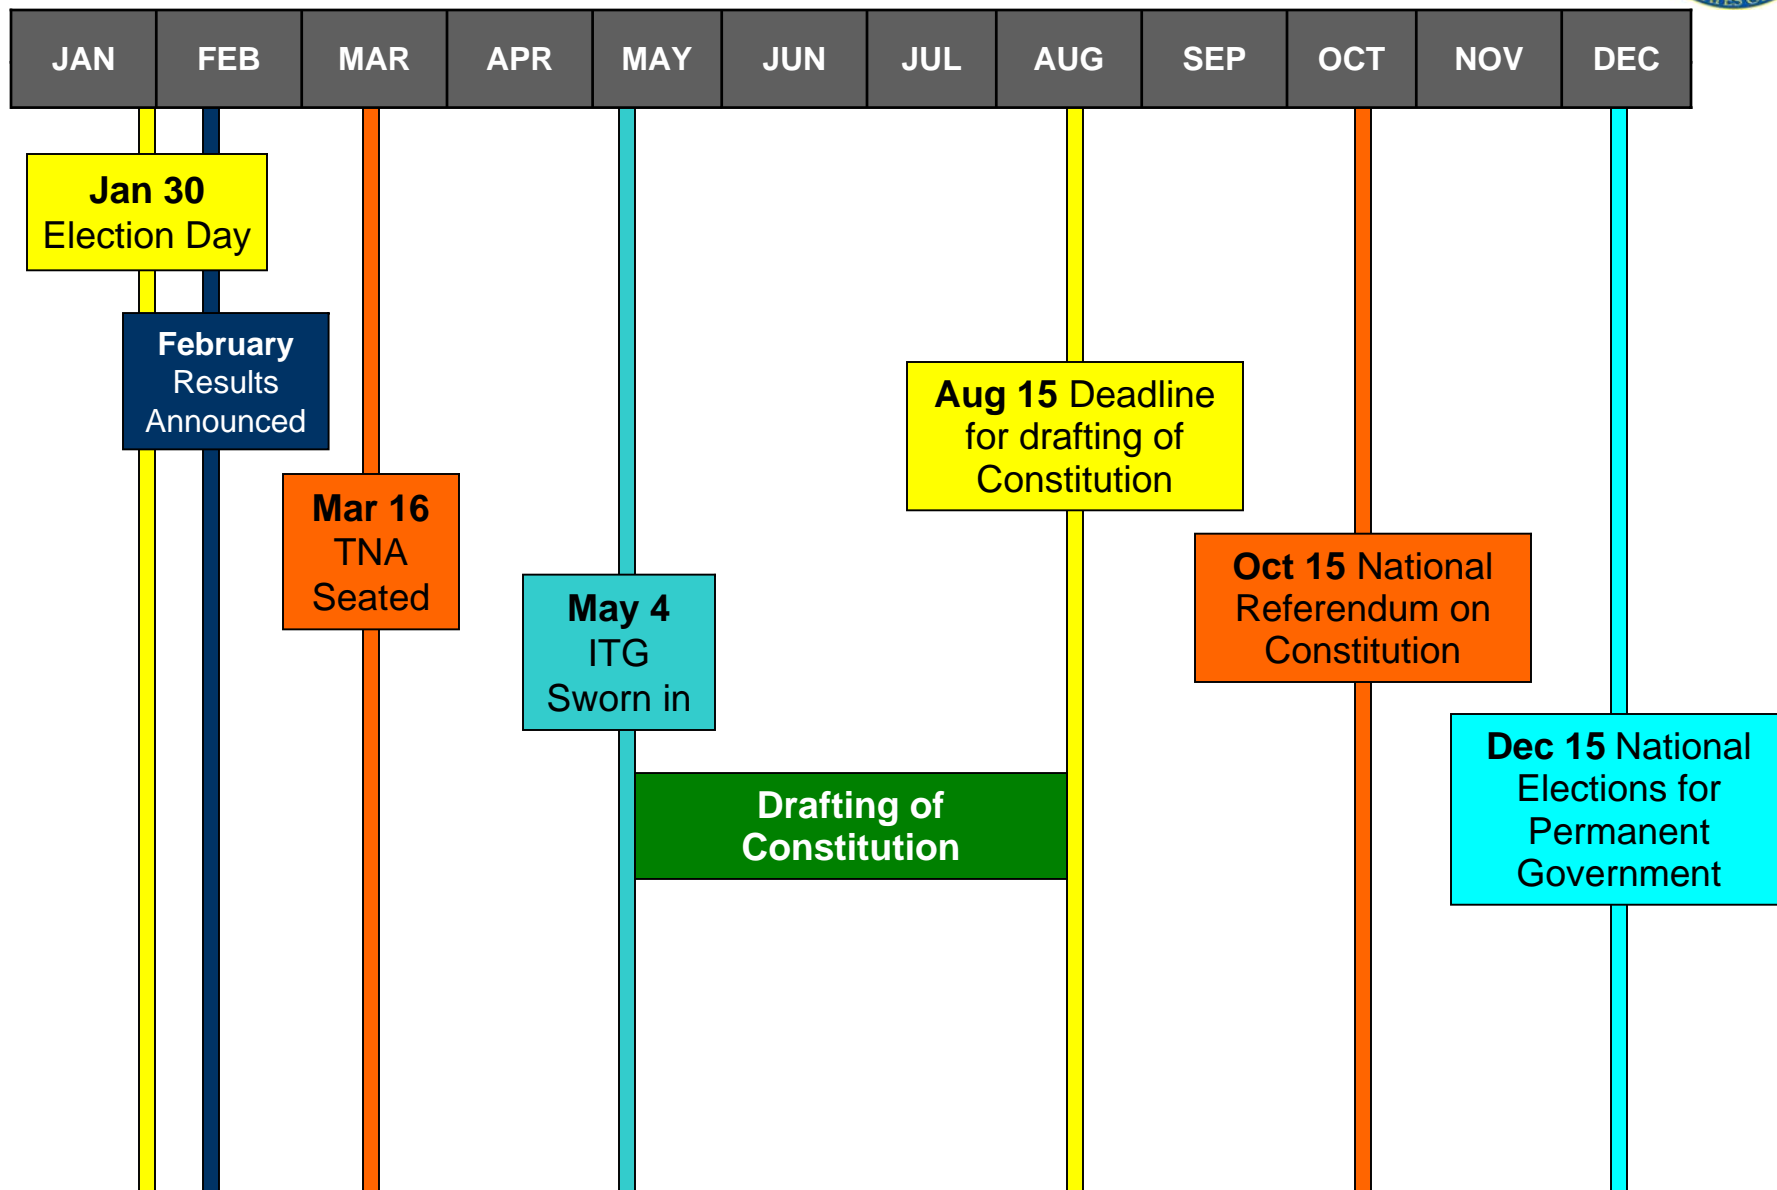 JAN FEB MAR APR MAY JUN JUL AUG SEP OCT NOV DEC
Jan 30
Election Day
February
Results
Announced
Mar 16
TNA
Seated
May 4
ITG
Sworn in
Drafting of
Constitution
Aug 15 Deadline
for drafting of
Constitution
Oct 15 National
Referendum on
Constitution
Dec 15 National
Elections for
Permanent
Government